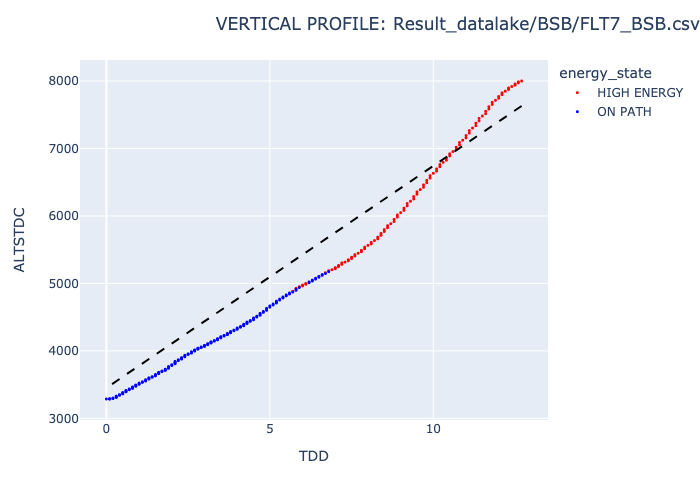 VERTICAL PROFILE: Result_datalake/BSB/FLT7_BSB.csv
energy_state
HIGH ENERGY
ON PATH
ALTSTDC
8000
7000
6000
5000
4000
3000
0
5
10
TDD